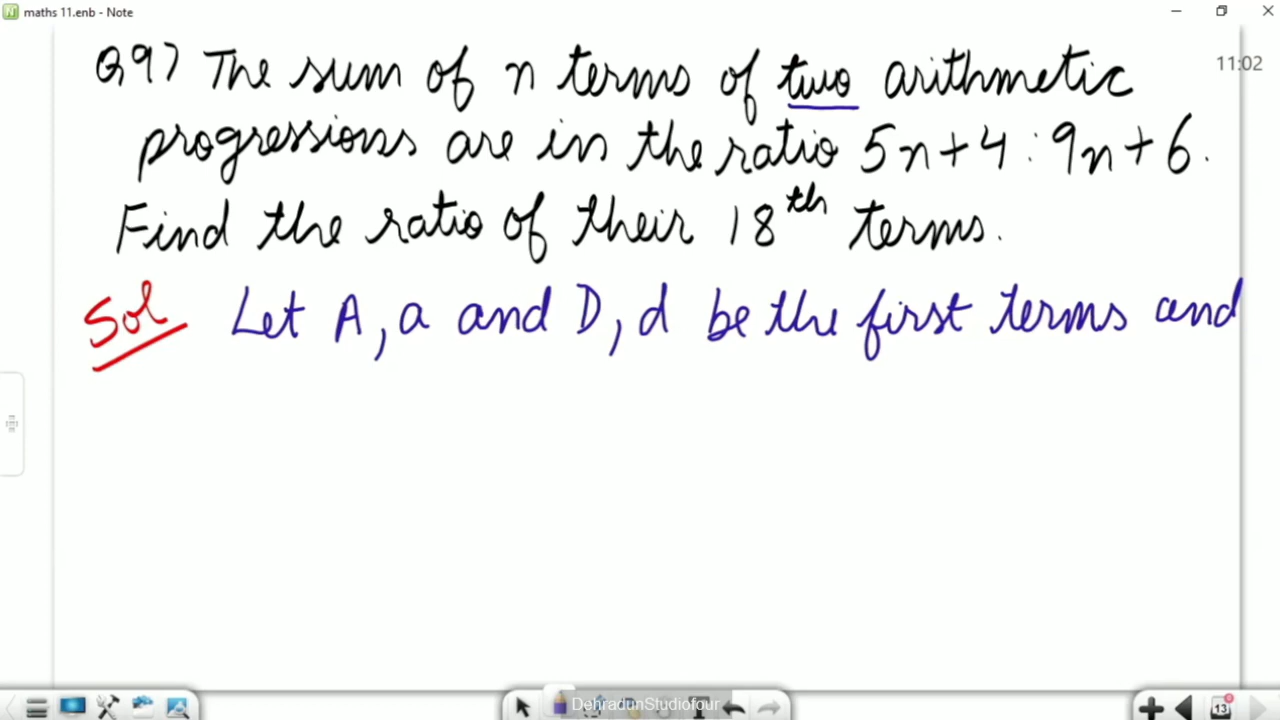 maths 11.enb - Note
11:02
Q97 The sum of n terms of two arithmetic
progressions are in the ratio 5n+4 : 9n+6.
Find the ratio of their 18th terms.
Sol Let A, a and D, d be the first terms and
DehradunStudiofour
13